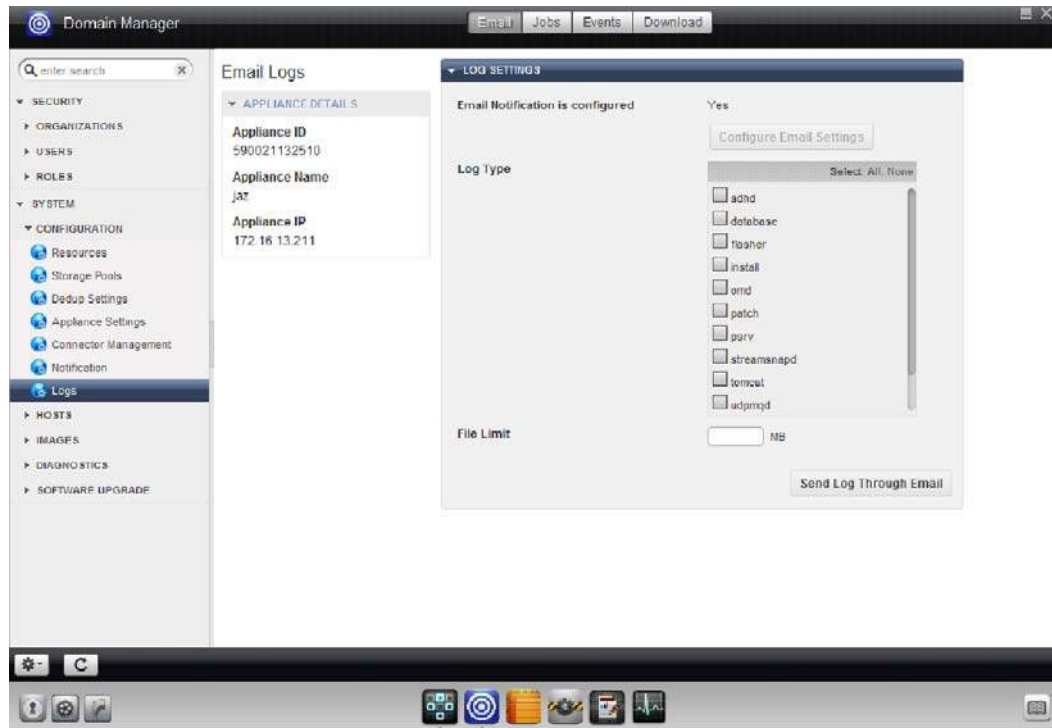 Domain Manager
Email
Jobs
Events
Download
enter search
SECURITY
ORGANIZATIONS
USERS
ROLES
SYSTEM
CONFIGURATION
Resources
Storage Pools
Dedup Settings
Appliance Settings
Connector Management
Notification
Logs
HOSTS
IMAGES
DIAGNOSTICS
SOFTWARE UPGRADE
Email Logs
APPLIANCE DETAILS
Appliance ID
590021132510
Appliance Name
jaz
Appliance IP
172.16.13.211
LOG SETTINGS
Email Notification is configured Yes
Configure Email Settings
Log Type
Select: All, None
adhd
database
flasher
install
omd
patch
purv
streamsnapd
tomcat
udpmqd
File Limit MB
Send Log Through Email